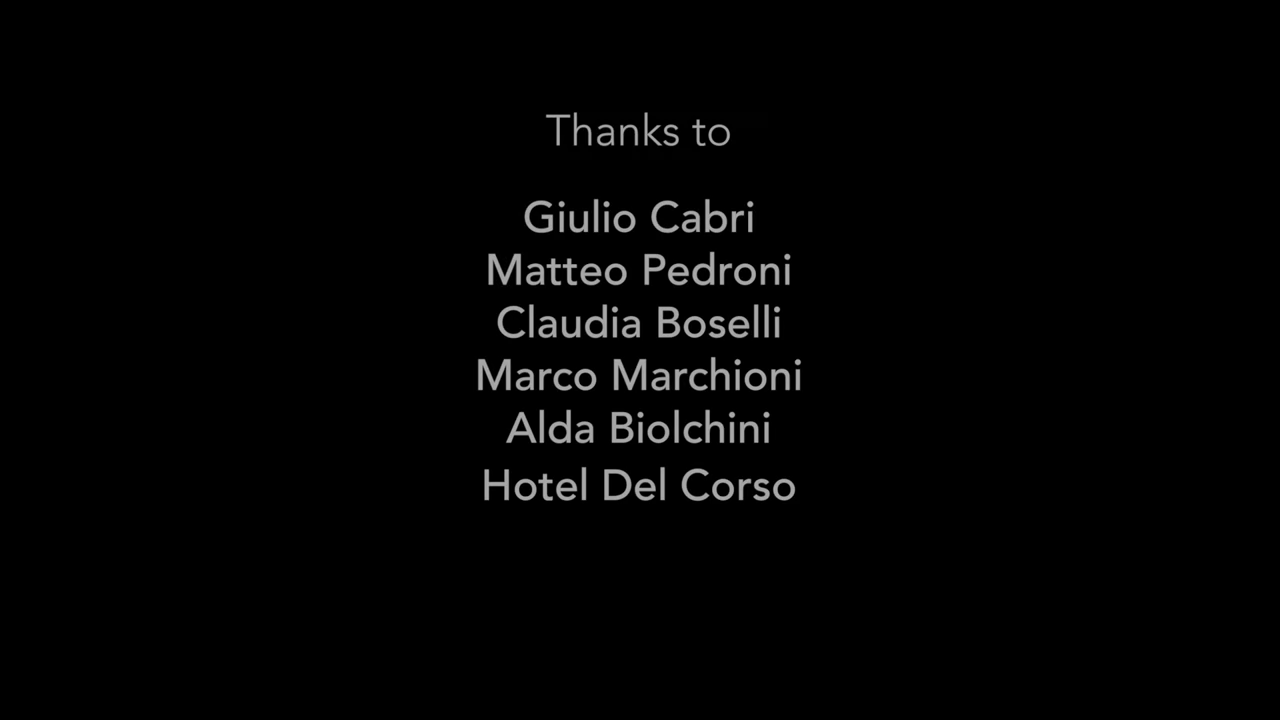 Thanks to
Giulio Cabri
Matteo Pedroni
Claudia Boselli
Marco Marchioni
Alda Biolchini
Hotel Del Corso